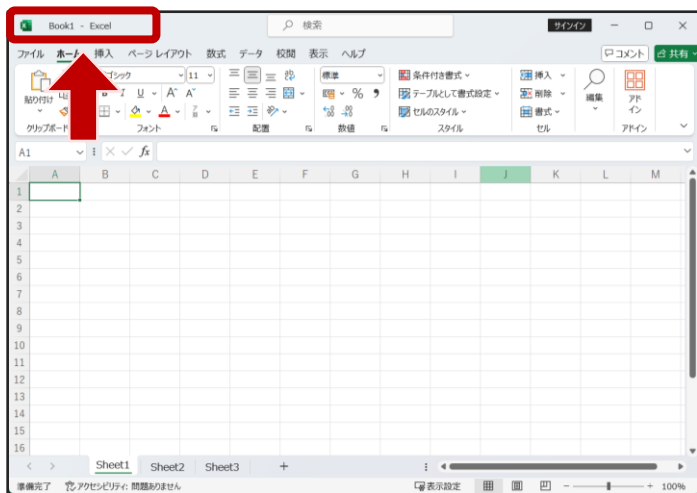 Book1 - Excel
検索
サインイン
ファイル ホーム 挿入 ページ レイアウト 数式 データ 校閲 表示 ヘルプ
コメント 共有
11 標準 条件付き書式 挿入
貼り付け B I U A A % 9 テーブルとして書式設定 削除 編集 アド
イン
A セルのスタイル 書式
クリップボード フォント 配置 数値 スタイル セル アドイン
A1 fx
A B C D E F G H I J K L M
1
2
3
4
5
6
7
8
9
10
11
12
13
14
15
16
Sheet1 Sheet2 Sheet3 +
準備完了 アクセシビリティ: 問題ありません 表示設定 - + 100%